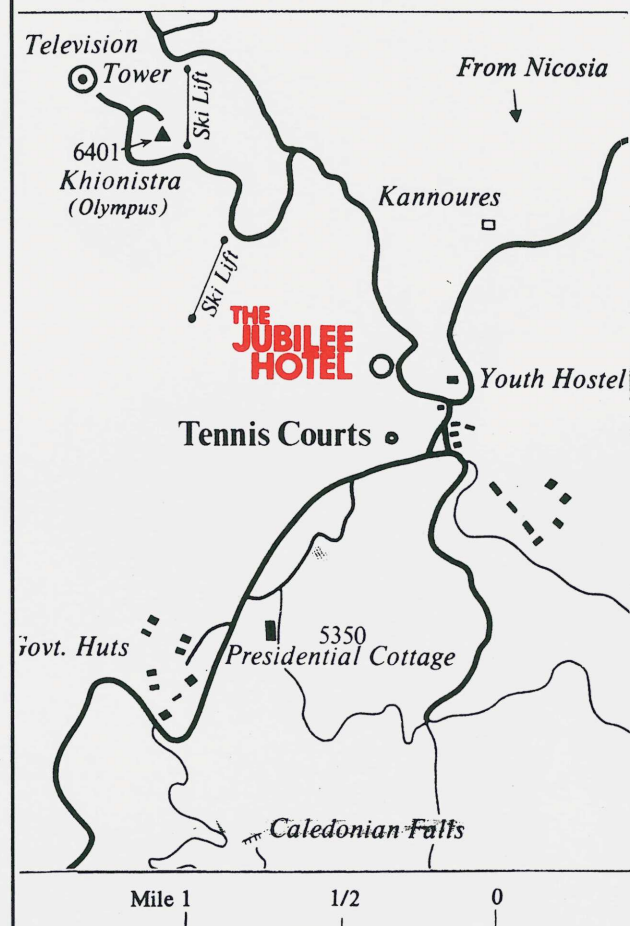 Television
Tower
Ski Lift
From Nicosia
6401
Khionistra
(Olympus)
Kannoures
Ski Lift
THE
JUBILEE
HOTEL
Youth Hostel
Tennis Courts
Govt. Huts
5350
Presidential Cottage
Caledonian Falls
Mile 1 1/2 0